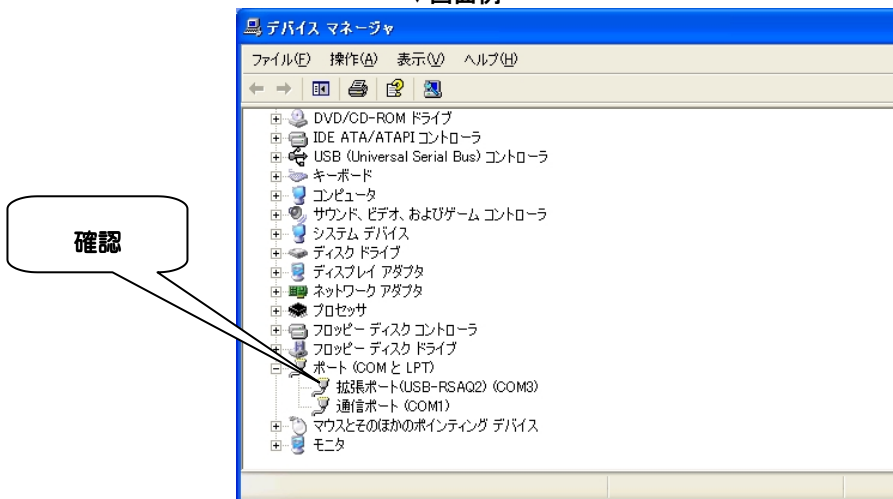 デバイス マネージャ
ファイル(F) 操作(A) 表示(V) ヘルプ(H)
DVD/CD-ROM ドライブ
IDE ATA/ATAPI コントローラ
USB (Universal Serial Bus) コントローラ
キーボード
コンピュータ
サウンド、ビデオ、およびゲーム コントローラ
システム デバイス
ディスク ドライブ
ディスプレイ アダプタ
ネットワーク アダプタ
プロセッサ
フロッピー ディスク コントローラ
フロッピー ディスク ドライブ
ポート (COM と LPT)
拡張ポート(USB-RSAQ2) (COM3)
通信ポート (COM1)
マウスとそのほかのポインティング デバイス
モニタ
確認